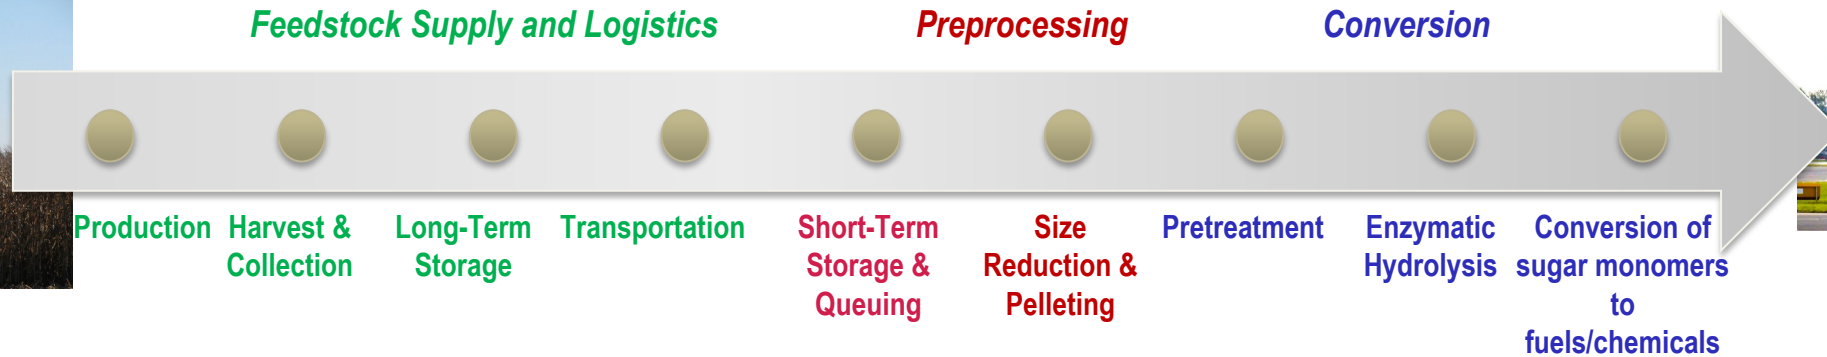 Feedstock Supply and Logistics
Preprocessing
Conversion
Production
Harvest &
Collection
Long-Term
Storage
Transportation
Short-Term
Storage &
Queuing
Size
Reduction &
Pelleting
Pretreatment
Enzymatic
Hydrolysis
Conversion of
sugar monomers
to
fuels/chemicals